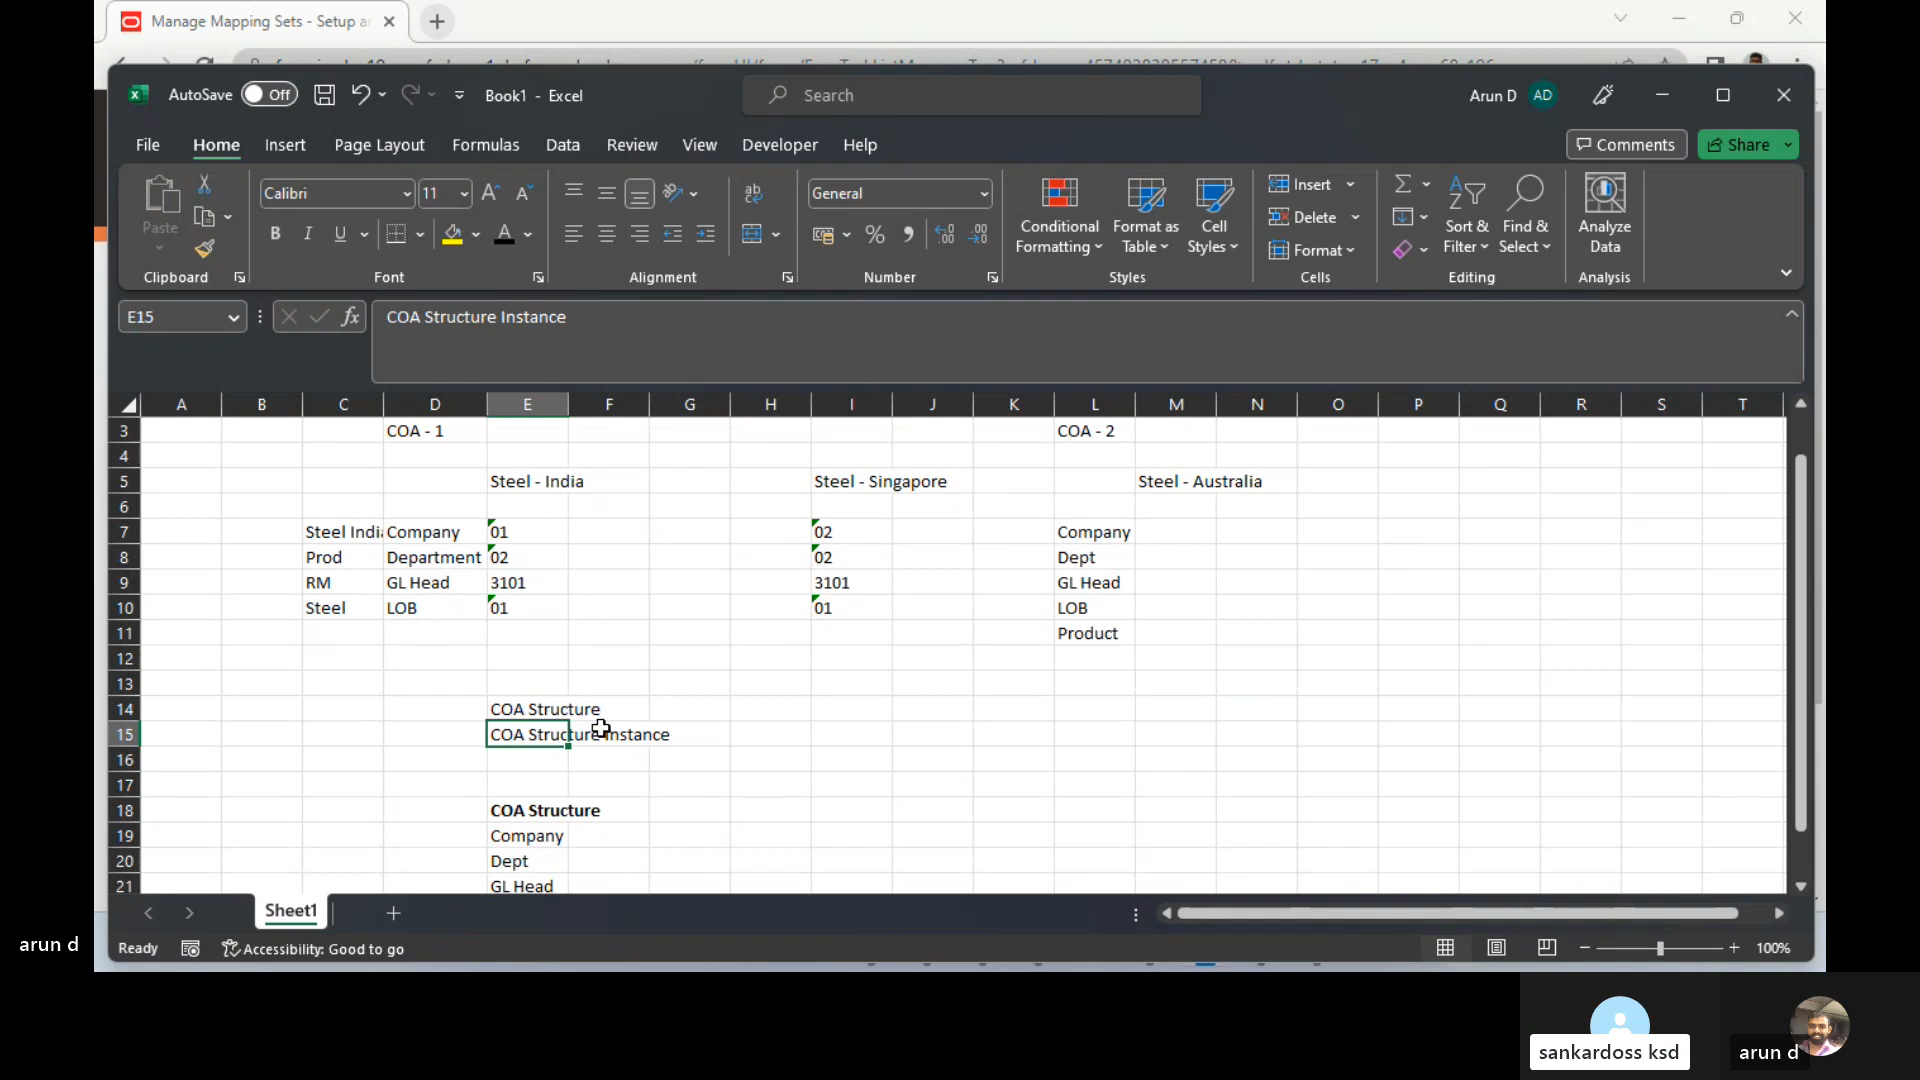 Manage Mapping Sets - Setup a
AutoSave Off Book1 - Excel Search Arun D AD
File Home Insert Page Layout Formulas Data Review View Developer Help Comments Share
Paste Calibri 11 General Conditional Formatting Format as Table Cell Styles Insert Delete Format Sort & Filter Find & Select Analyze Data
Clipboard Font Alignment Number Styles Cells Editing Analysis
E15 fx COA Structure Instance
A B C D E F G H I J K L M N O P Q R S T
3 COA - 1 COA - 2
4
5 Steel - India Steel - Singapore Steel - Australia
6
7 Steel Indi Company 01 02 Company
8 Prod Department 02 02 Dept
9 RM GL Head 3101 3101 GL Head
10 Steel LOB 01 01 LOB
11 Product
12
13
14 COA Structure
15 COA Structure Instance
16
17
18 COA Structure
19 Company
20 Dept
21 GL Head
Sheet1
Ready Accessibility: Good to go 100%
arun d
sankardoss ksd arun d